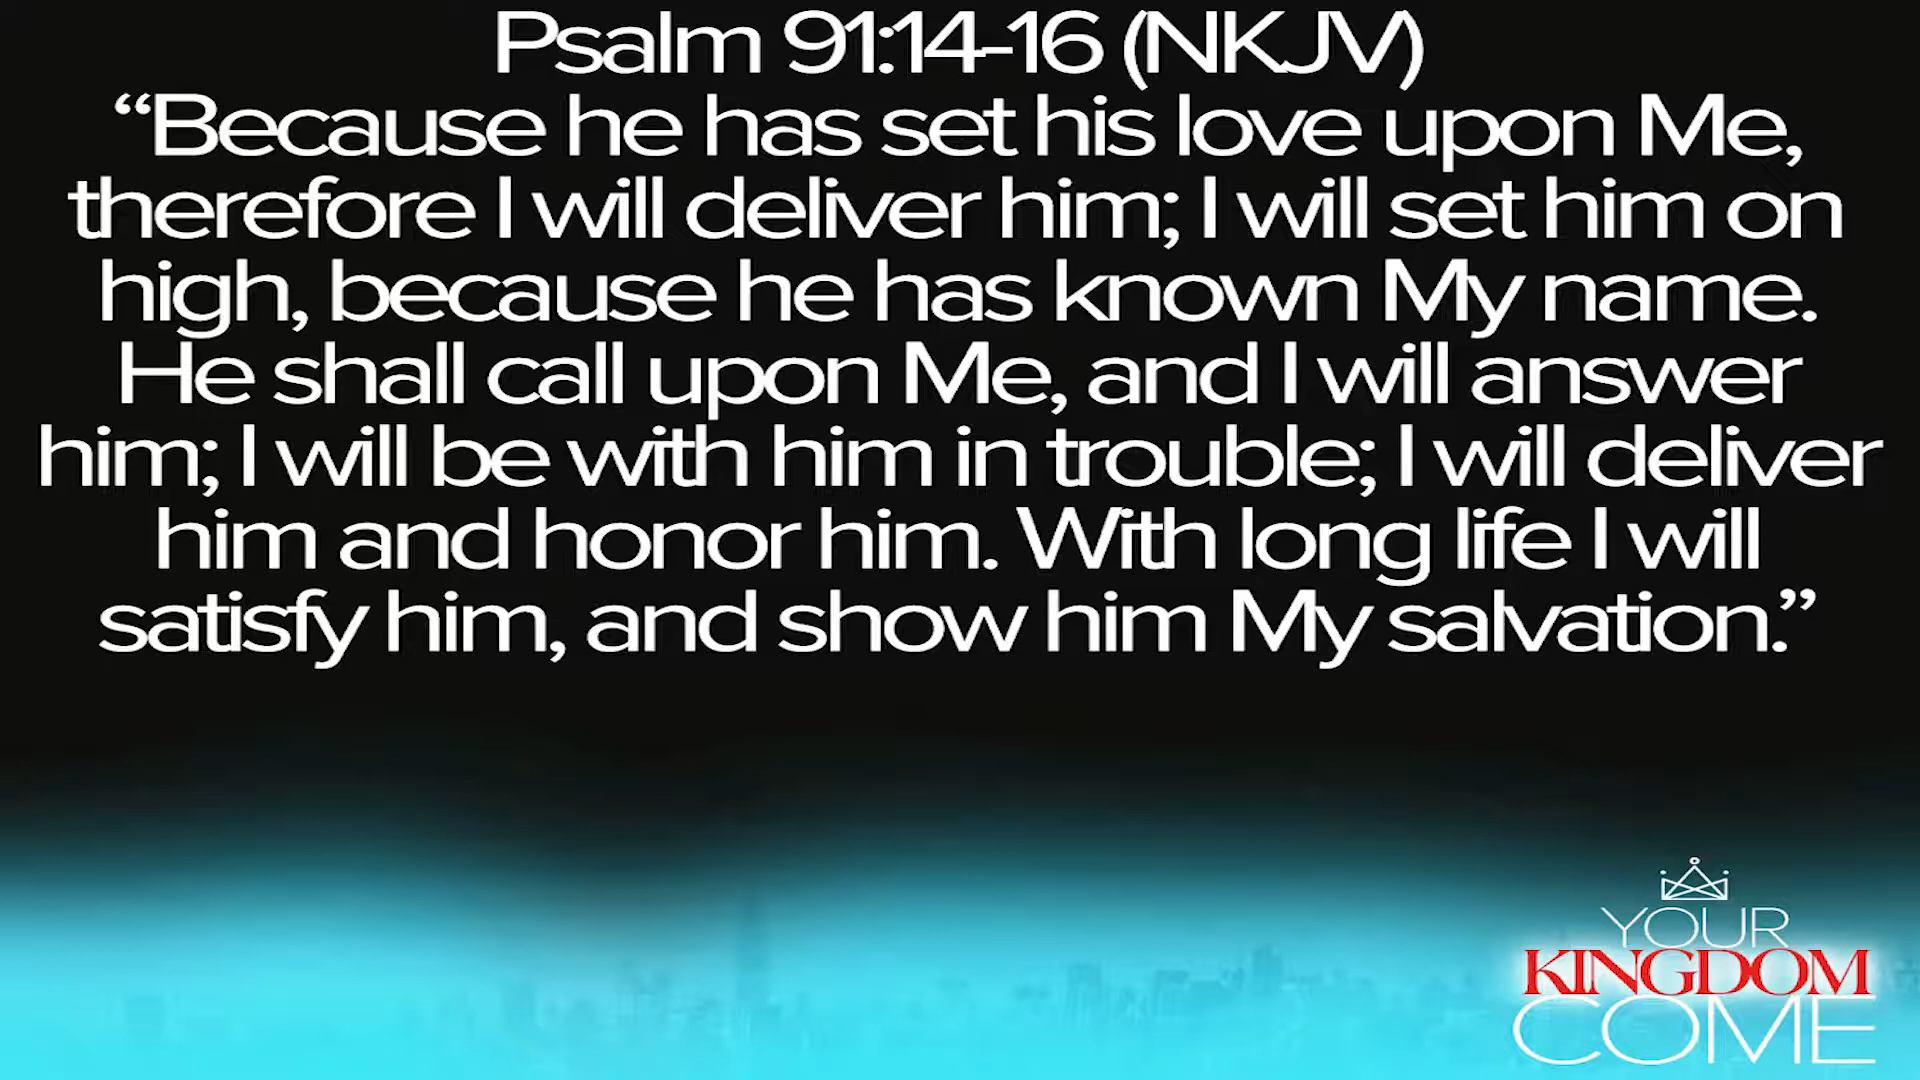 Psalm 91:14-16 (NKJV)
“Because he has set his love upon Me,
therefore I will deliver him; I will set him on
high, because he has known My name.
He shall call upon Me, and I will answer
him; I will be with him in trouble; I will deliver
him and honor him. With long life I will
satisfy him, and show him My salvation.”
YOUR
KINGDOM
COME